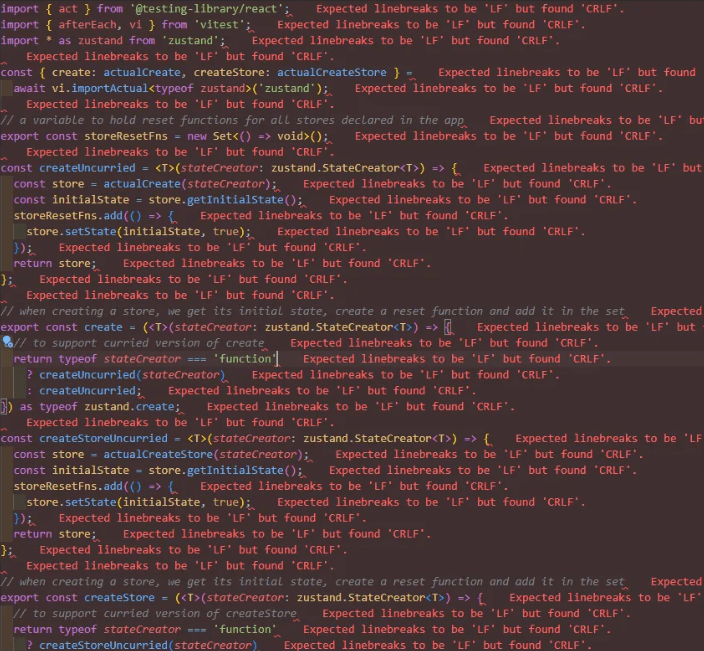 import { act } from '@testing-library/react';    Expected linebreaks to be 'LF' but found 'CRLF'.
import { afterEach, vi } from 'vitest';    Expected linebreaks to be 'LF' but found 'CRLF'.
import * as zustand from 'zustand';    Expected linebreaks to be 'LF' but found 'CRLF'.
    Expected linebreaks to be 'LF' but found 'CRLF'.
const { create: actualCreate, createStore: actualCreateStore } =    Expected linebreaks to be 'LF' but found
  await vi.importActual<typeof zustand>('zustand');    Expected linebreaks to be 'LF' but found 'CRLF'.
    Expected linebreaks to be 'LF' but found 'CRLF'.
// a variable to hold reset functions for all stores declared in the app    Expected linebreaks to be 'LF' bu
export const storeResetFns = new Set<() => void>();    Expected linebreaks to be 'LF' but found 'CRLF'.
    Expected linebreaks to be 'LF' but found 'CRLF'.
const createUncurried = <T>(stateCreator: zustand.StateCreator<T>) => {    Expected linebreaks to be 'LF' but
  const store = actualCreate(stateCreator);    Expected linebreaks to be 'LF' but found 'CRLF'.
  const initialState = store.getInitialState();    Expected linebreaks to be 'LF' but found 'CRLF'.
  storeResetFns.add(() => {    Expected linebreaks to be 'LF' but found 'CRLF'.
    store.setState(initialState, true);    Expected linebreaks to be 'LF' but found 'CRLF'.
  });    Expected linebreaks to be 'LF' but found 'CRLF'.
  return store;    Expected linebreaks to be 'LF' but found 'CRLF'.
};    Expected linebreaks to be 'LF' but found 'CRLF'.
    Expected linebreaks to be 'LF' but found 'CRLF'.
// when creating a store, we get its initial state, create a reset function and add it in the set    Expected
export const create = (<T>(stateCreator: zustand.StateCreator<T>) => {    Expected linebreaks to be 'LF' but
  // to support curried version of create    Expected linebreaks to be 'LF' but found 'CRLF'.
  return typeof stateCreator === 'function'    Expected linebreaks to be 'LF' but found 'CRLF'.
    ? createUncurried(stateCreator)    Expected linebreaks to be 'LF' but found 'CRLF'.
    : createUncurried;    Expected linebreaks to be 'LF' but found 'CRLF'.
}) as typeof zustand.create;    Expected linebreaks to be 'LF' but found 'CRLF'.
    Expected linebreaks to be 'LF' but found 'CRLF'.
const createStoreUncurried = <T>(stateCreator: zustand.StateCreator<T>) => {    Expected linebreaks to be 'LF
  const store = actualCreateStore(stateCreator);    Expected linebreaks to be 'LF' but found 'CRLF'.
  const initialState = store.getInitialState();    Expected linebreaks to be 'LF' but found 'CRLF'.
  storeResetFns.add(() => {    Expected linebreaks to be 'LF' but found 'CRLF'.
    store.setState(initialState, true);    Expected linebreaks to be 'LF' but found 'CRLF'.
  });    Expected linebreaks to be 'LF' but found 'CRLF'.
  return store;    Expected linebreaks to be 'LF' but found 'CRLF'.
};    Expected linebreaks to be 'LF' but found 'CRLF'.
    Expected linebreaks to be 'LF' but found 'CRLF'.
// when creating a store, we get its initial state, create a reset function and add it in the set    Expected
export const createStore = (<T>(stateCreator: zustand.StateCreator<T>) => {    Expected linebreaks to be 'LF'
  // to support curried version of createStore    Expected linebreaks to be 'LF' but found 'CRLF'.
  return typeof stateCreator === 'function'    Expected linebreaks to be 'LF' but found 'CRLF'.
    ? createStoreUncurried(stateCreator)    Expected linebreaks to be 'LF' but found 'CRLF'.